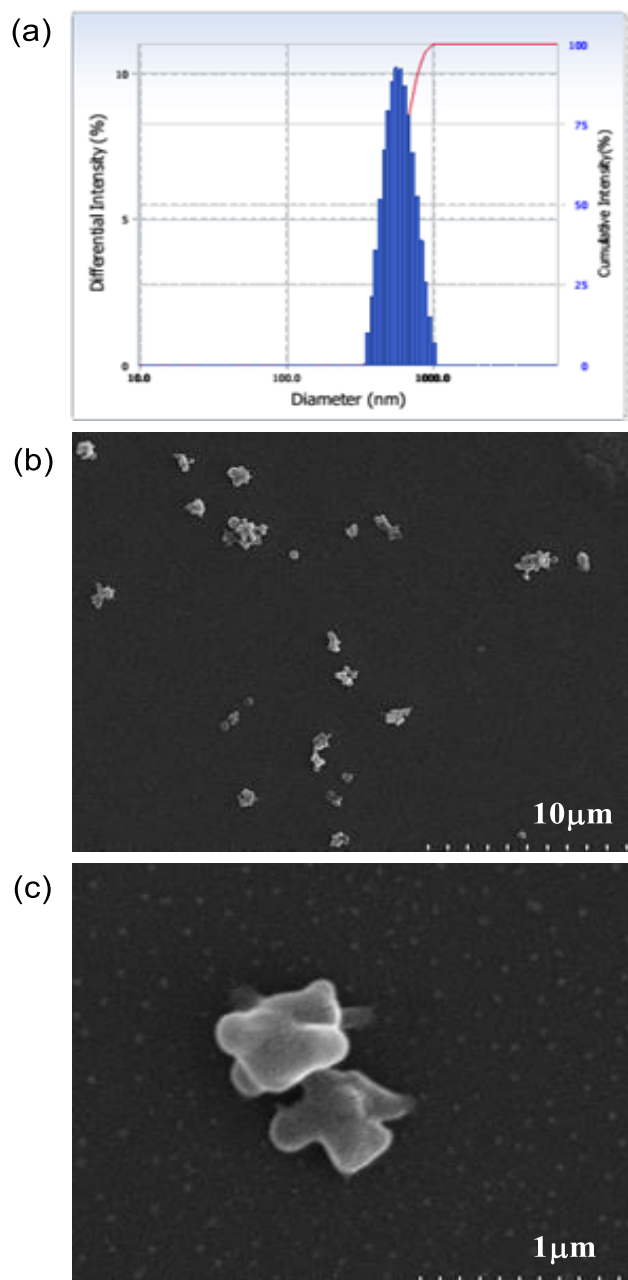 (a)
10
5
0
Differential Intensity (%)
100
75
50
25
0
Cumulative Intensity(%)
10.0
100.0
1000.0
Diameter (nm)
(b)
10μm
(c)
1μm